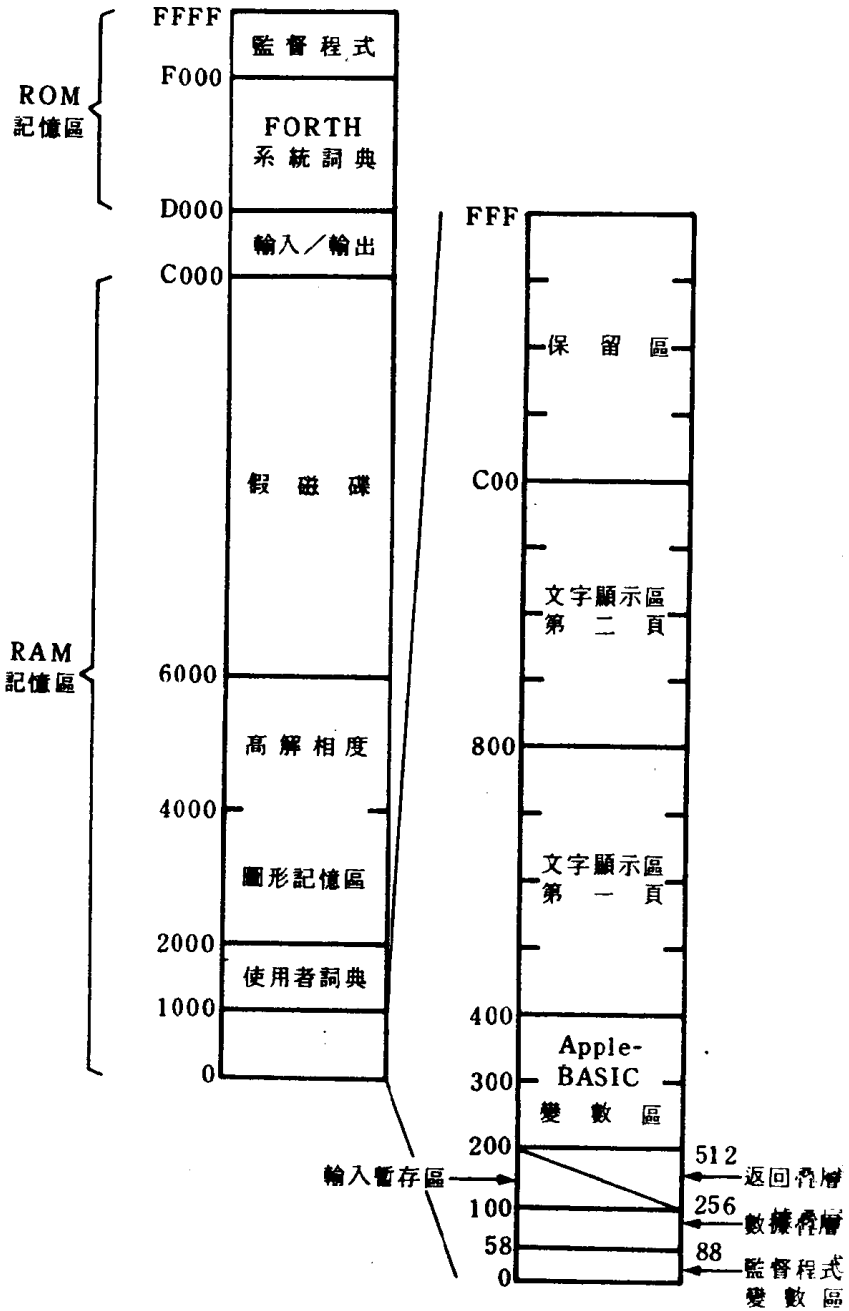 FFFF
監督程式
F000
ROM
記憶區
FORTH
系統詞典
D000
輸入／輸出
C000
假磁碟
RAM
記憶區
6000
高解相度
4000
圖形記憶區
2000
使用者詞典
1000
0
FFF
保留區
C00
文字顯示區
第二頁
800
文字顯示區
第一頁
400
Apple-
BASIC
300
變數區
200
512
輸入暫存區
返回疊層
100
256
數據疊層
58
88
0
監督程式
變數區